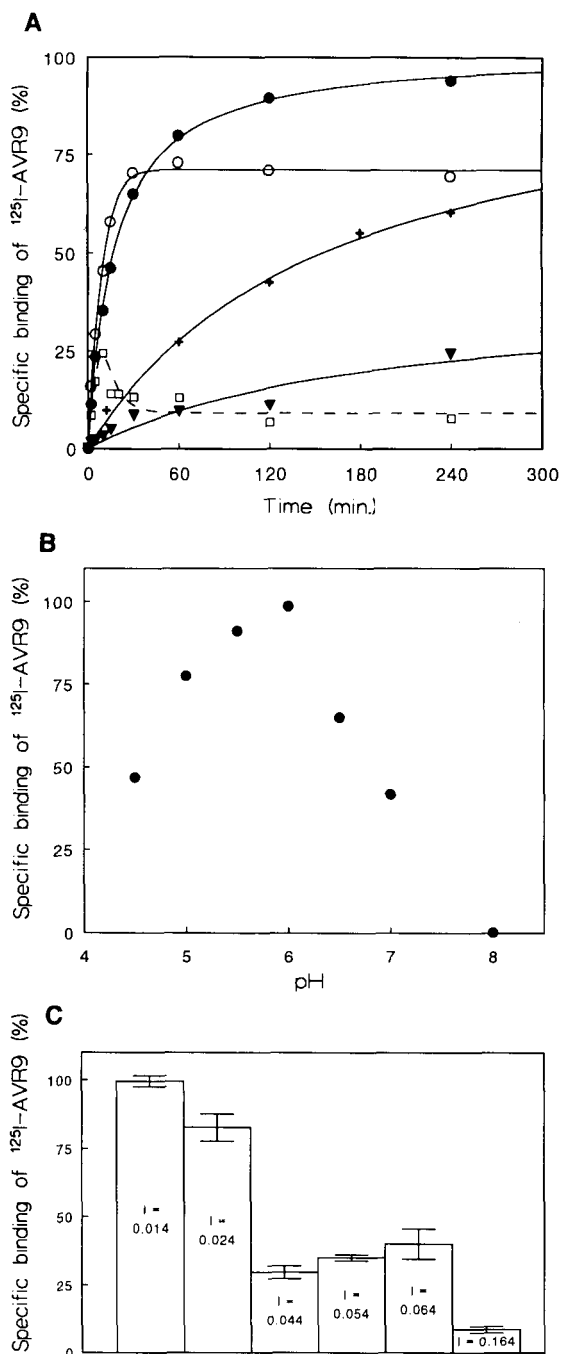 A
Specific binding of ¹²⁵I-AVR9 (%)
100
75
50
25
0
0 60 120 180 240 300
Time (min.)
B
Specific binding of ¹²⁵I-AVR9 (%)
100
75
50
25
0
4 5 6 7 8
pH
C
Specific binding of ¹²⁵I-AVR9 (%)
100
75
50
25
0
I =
0.014
I =
0.024
I =
0.044
I =
0.054
I =
0.064
I = 0.164